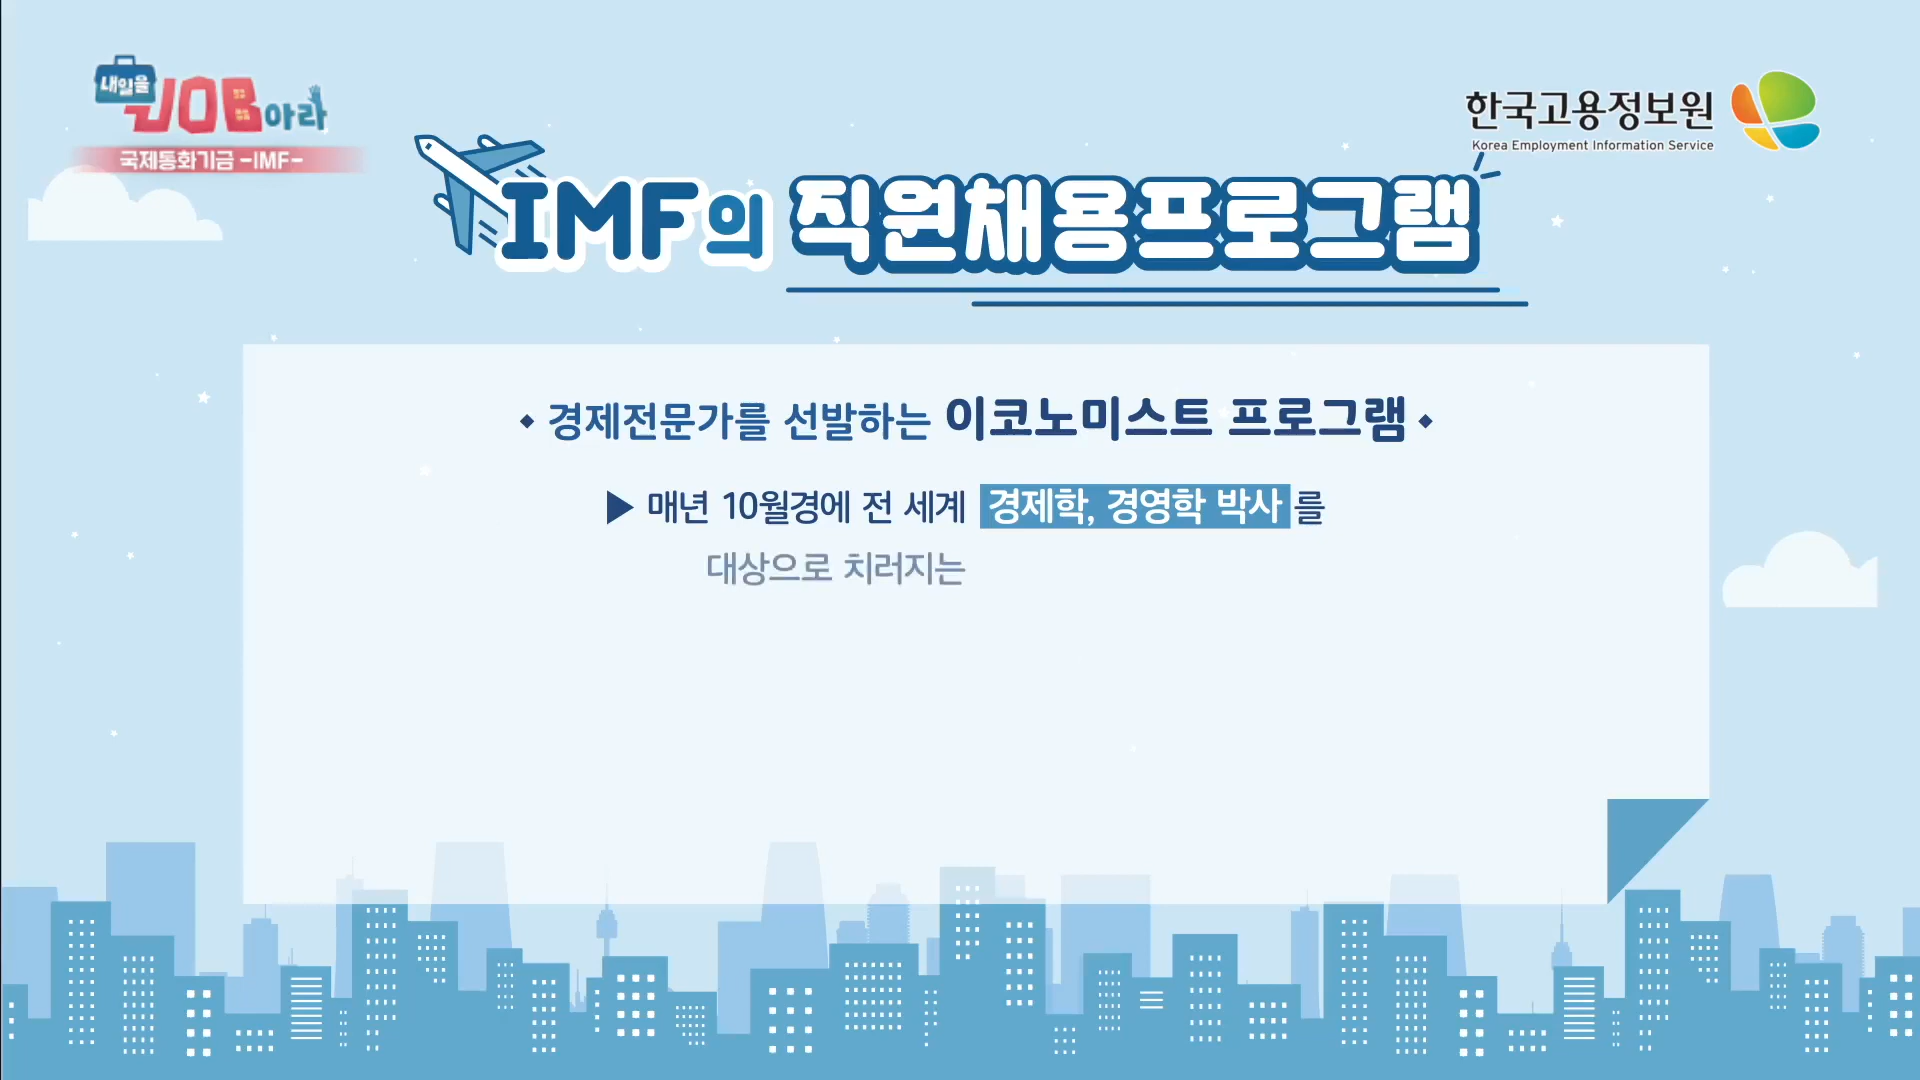 내일을 JOB아라
국제통화기금 -IMF-
한국고용정보원
Korea Employment Information Service
IMF의 직원채용프로그램
경제전문가를 선발하는 이코노미스트 프로그램
▶ 매년 10월경에 전 세계 경제학, 경영학 박사를
대상으로 치러지는